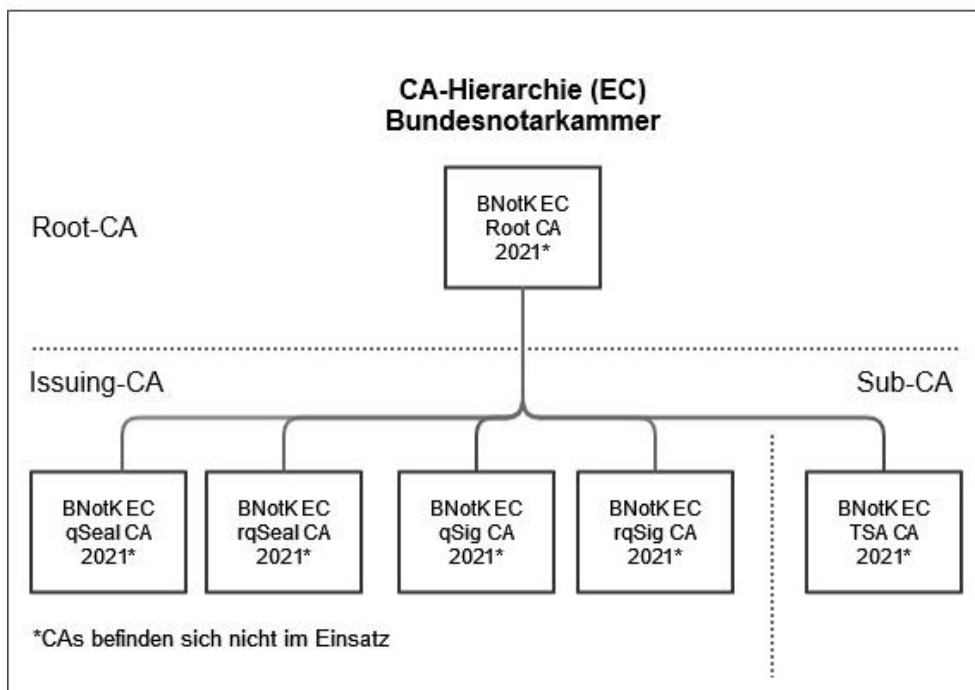 CA-Hierarchie (EC)
Bundesnotarkammer
BNotK EC
Root CA
2021*
Root-CA
Issuing-CA
Sub-CA
BNotK EC
qSeal CA
2021*
BNotK EC
rqSeal CA
2021*
BNotK EC
qSig CA
2021*
BNotK EC
rqSig CA
2021*
BNotK EC
TSA CA
2021*
*CAs befinden sich nicht im Einsatz